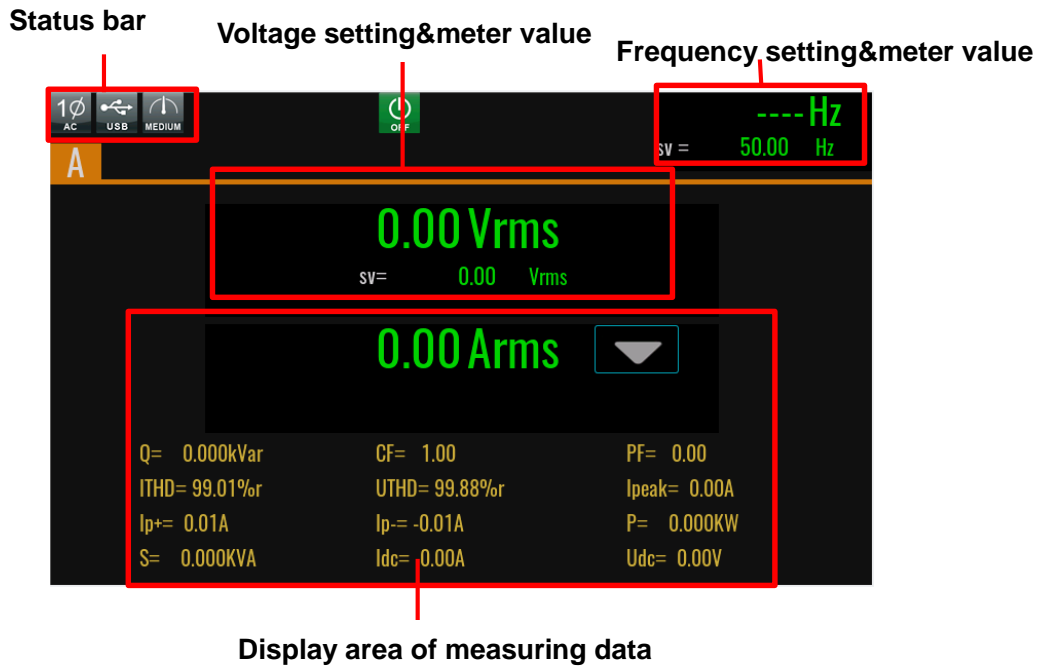 Status bar
Voltage setting&meter value
Frequency setting&meter value
1Ø
AC
USB
MEDIUM
OFF
----Hz
sv = 50.00 Hz
A
0.00 Vrms
sv= 0.00 Vrms
0.00 Arms
Q= 0.000kVar CF= 1.00 PF= 0.00
ITHD= 99.01%r UTHD= 99.88%r Ipeak= 0.00A
Ip+= 0.01A Ip-= -0.01A P= 0.000KW
S= 0.000KVA Idc= 0.00A Udc= 0.00V
Display area of measuring data